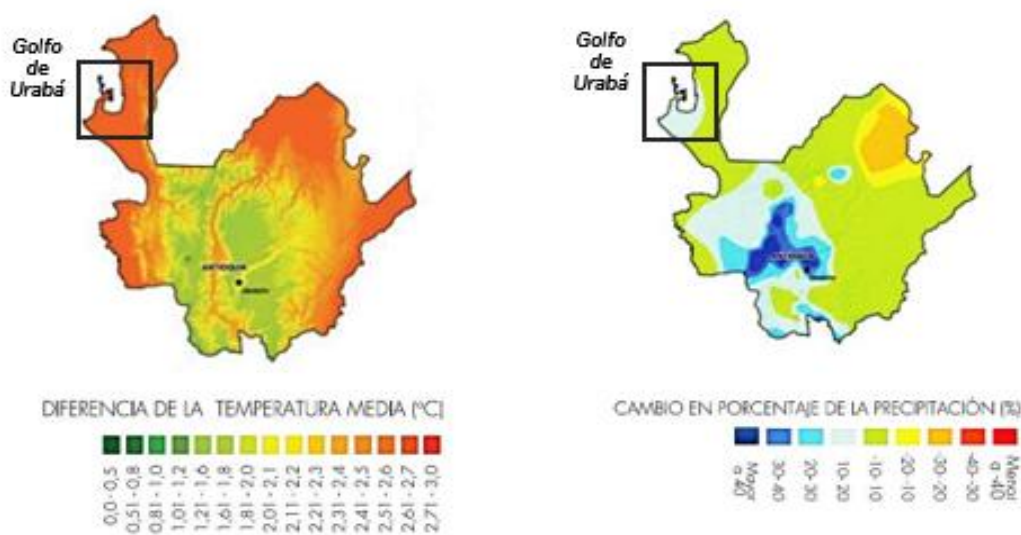 Golfo
de
Urabá
Golfo
de
Urabá
ANTIOQUIA
DIFERENCIA DE LA TEMPERATURA MEDIA (°C)
0,0 - 0,5
0,51 - 0,8
0,81 - 1,0
1,01 - 1,2
1,21 - 1,6
1,61 - 1,8
1,81 - 2,0
2,01 - 2,1
2,11 - 2,2
2,21 - 2,3
2,31 - 2,4
2,41 - 2,5
2,51 - 2,6
2,61 - 2,7
2,71 - 3,0
CAMBIO EN PORCENTAJE DE LA PRECIPITACIÓN (%)
Mayor
a 40
30-40
20-30
10-20
-10-10
-20-10
-30-20
-40-30
Menor
a -40